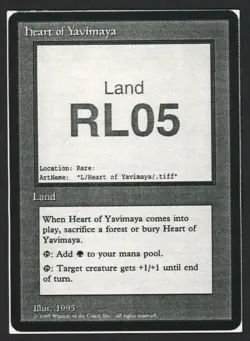 Heart of Yavimaya
Land
RL05
Location: Rare:
ArtName: "L/Heart of Yavimaya/.tiff"
Land
When Heart of Yavimaya comes into
play, sacrifice a forest or bury Heart of
Yavimaya.
: Add to your mana pool.
: Target creature gets +1/+1 until end
of turn.
Illus. 1995
© 1995 Wizards of the Coast, Inc. All rights reserved.